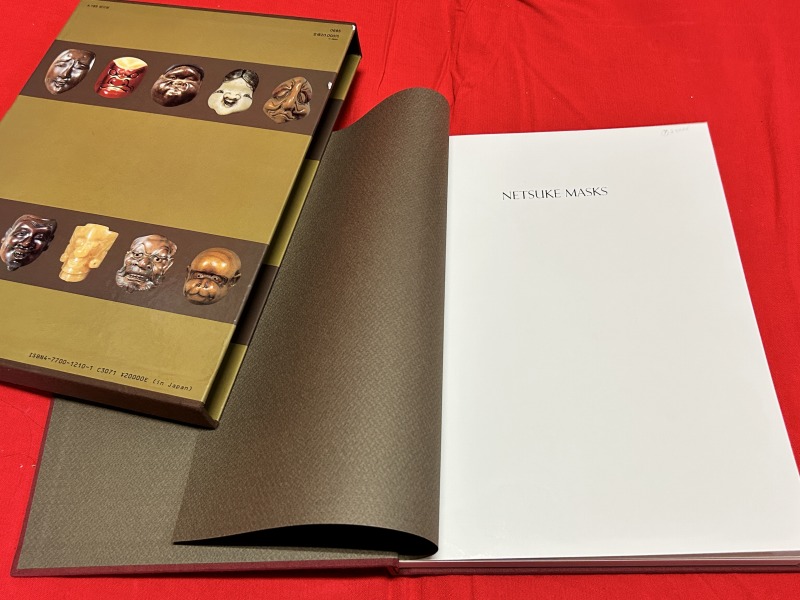 ISBN4-7700-1210-1 C3071 ¥20000E (in Japan)
NETSUKE MASKS